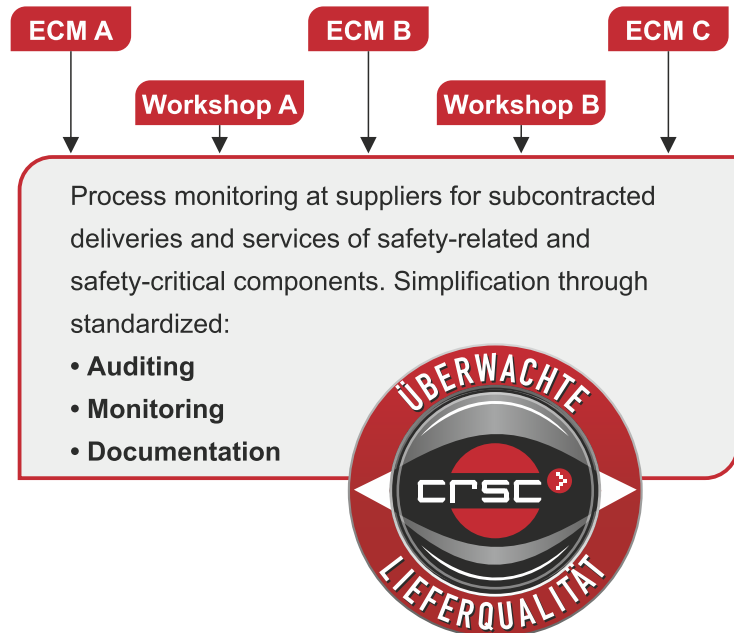 ECM A
ECM B
ECM C
Workshop A
Workshop B
Process monitoring at suppliers for subcontracted
deliveries and services of safety-related and
safety-critical components. Simplification through
standardized:
• Auditing
• Monitoring
• Documentation
ÜBERWACHTE
crsc
LIEFERQUALITÄT